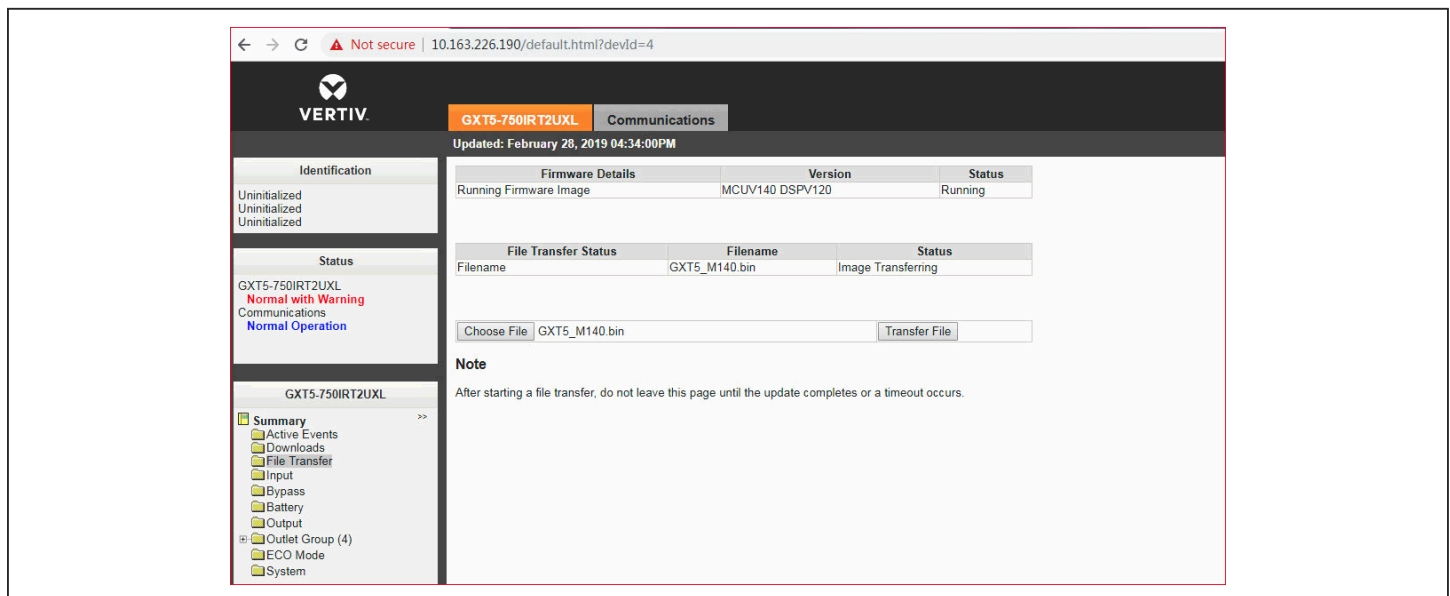 Not secure | 10.163.226.190/default.html?devId=4
VERTIV.
GXT5-750IRT2UXL Communications
Updated: February 28, 2019 04:34:00PM
Identification
Uninitialized
Uninitialized
Uninitialized
Status
GXT5-750IRT2UXL
Normal with Warning
Communications
Normal Operation
GXT5-750IRT2UXL
Summary >>
Active Events
Downloads
File Transfer
Input
Bypass
Battery
Output
Outlet Group (4)
ECO Mode
System
Firmware Details Version Status
Running Firmware Image MCUV140 DSPV120 Running
File Transfer Status Filename Status
Filename GXT5_M140.bin Image Transferring
Choose File GXT5_M140.bin Transfer File
Note
After starting a file transfer, do not leave this page until the update completes or a timeout occurs.